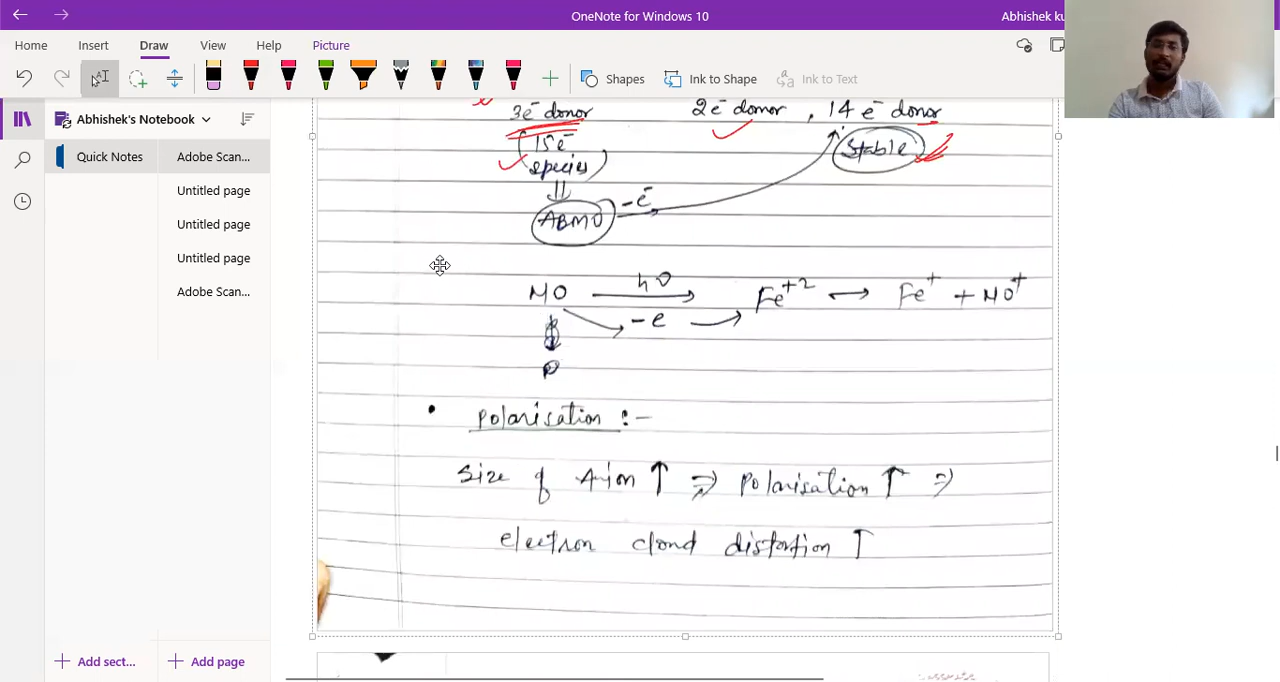 OneNote for Windows 10
Abhishek ku
Home Insert Draw View Help Picture
Shapes Ink to Shape Ink to Text
Abhishek's Notebook
Quick Notes
Adobe Scan...
Untitled page
Untitled page
Untitled page
Adobe Scan...
3e⁻ donor 2e⁻ donor , 14 e⁻ donor
(15e⁻ Stable
species)
ABMO -e⁻
NO hν Fe⁺² Fe⁺ + NO⁺
-e
• Polarisation :-
Size of Anion ↑ ⇒ Polarisation ↑ ⇒
electron cloud distortion ↑
+ Add sect...
+ Add page